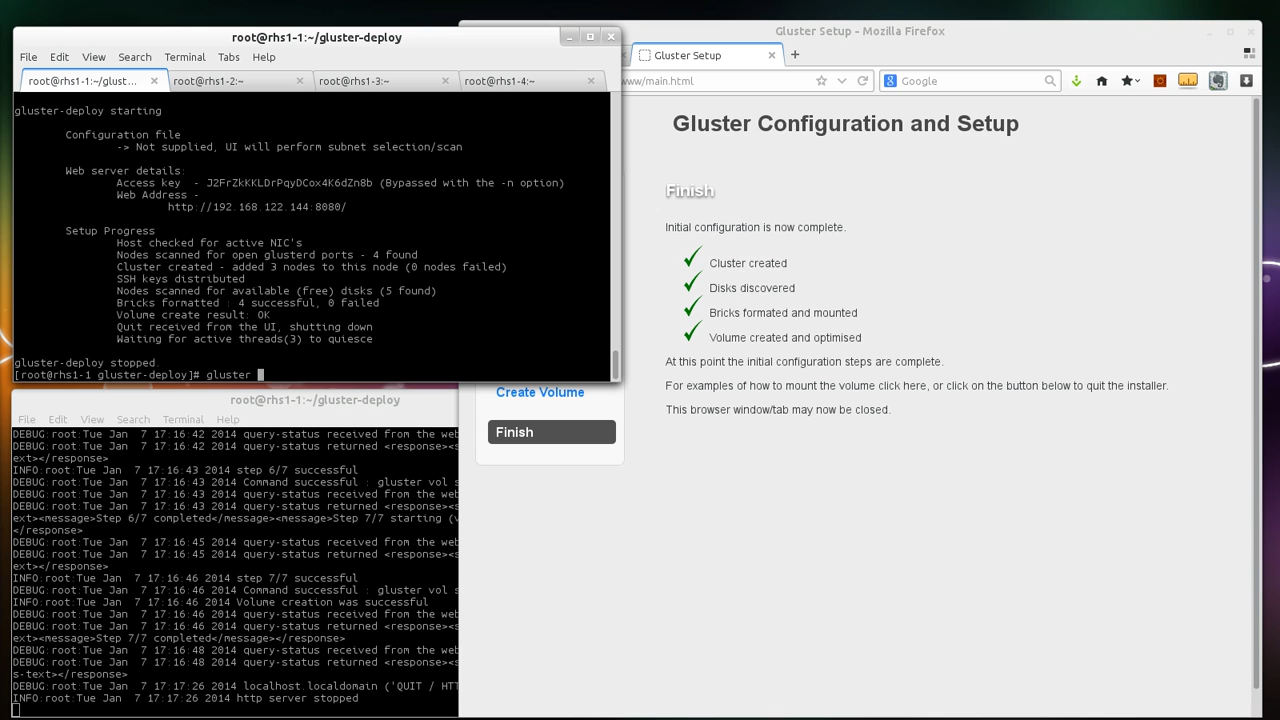 root@rhs1-1:~/gluster-deploy
File Edit View Search Terminal Tabs Help
root@rhs1-1:~/glust... root@rhs1-2:~ root@rhs1-3:~ root@rhs1-4:~
gluster-deploy starting
Configuration file
-> Not supplied, UI will perform subnet selection/scan
Web server details:
Access key - J2FrZkKKLDrPqyDCox4K6dZn8b (Bypassed with the -n option)
Web Address -
http://192.168.122.144:8080/
Setup Progress
Host checked for active NIC's
Nodes scanned for open glusterd ports - 4 found
Cluster created - added 3 nodes to this node (0 nodes failed)
SSH keys distributed
Nodes scanned for available (free) disks (5 found)
Bricks formatted : 4 successful, 0 failed
Volume create result: OK
Quit received from the UI, shutting down
Waiting for active threads(3) to quiesce
gluster-deploy stopped.
[root@rhs1-1 gluster-deploy]# gluster
root@rhs1-1:~/gluster-deploy
File Edit View Search Terminal Help
DEBUG:root:Tue Jan  7 17:16:42 2014 query-status received from the web
DEBUG:root:Tue Jan  7 17:16:42 2014 query-status returned <response><s
ext></response>
INFO:root:Tue Jan  7 17:16:43 2014 step 6/7 successful
DEBUG:root:Tue Jan  7 17:16:43 2014 Command successful : gluster vol s
DEBUG:root:Tue Jan  7 17:16:43 2014 query-status received from the web
DEBUG:root:Tue Jan  7 17:16:43 2014 query-status returned <response><s
ext><message>Step 6/7 completed</message><message>Step 7/7 starting (v
</response>
DEBUG:root:Tue Jan  7 17:16:45 2014 query-status received from the web
DEBUG:root:Tue Jan  7 17:16:45 2014 query-status returned <response><s
ext></response>
INFO:root:Tue Jan  7 17:16:46 2014 step 7/7 successful
DEBUG:root:Tue Jan  7 17:16:46 2014 Command successful : gluster vol s
INFO:root:Tue Jan  7 17:16:46 2014 Volume creation was successful
DEBUG:root:Tue Jan  7 17:16:46 2014 query-status received from the web
DEBUG:root:Tue Jan  7 17:16:46 2014 query-status returned <response><s
ext><message>Step 7/7 completed</message></response>
DEBUG:root:Tue Jan  7 17:16:48 2014 query-status received from the web
DEBUG:root:Tue Jan  7 17:16:48 2014 query-status returned <response><s
s-text></response>
DEBUG:root:Tue Jan  7 17:17:26 2014 localhost.localdomain ('QUIT / HTT
INFO:root:Tue Jan  7 17:17:26 2014 http server stopped
Gluster Setup - Mozilla Firefox
Gluster Setup
www/main.html
Google
Create Volume
Finish
Gluster Configuration and Setup
Finish
Initial configuration is now complete.
Cluster created
Disks discovered
Bricks formated and mounted
Volume created and optimised
At this point the initial configuration steps are complete.
For examples of how to mount the volume click here, or click on the button below to quit the installer.
This browser window/tab may now be closed.